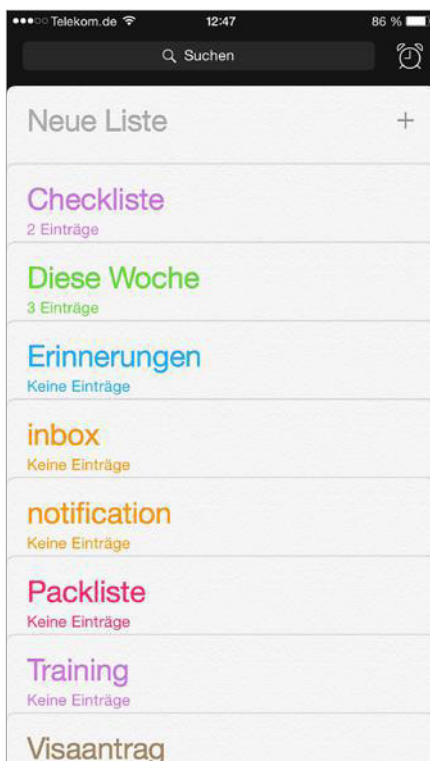 Telekom.de 12:47 86 %
Suchen
Neue Liste +
Checkliste
2 Einträge
Diese Woche
3 Einträge
Erinnerungen
Keine Einträge
inbox
Keine Einträge
notification
Keine Einträge
Packliste
Keine Einträge
Training
Keine Einträge
Visaantrag